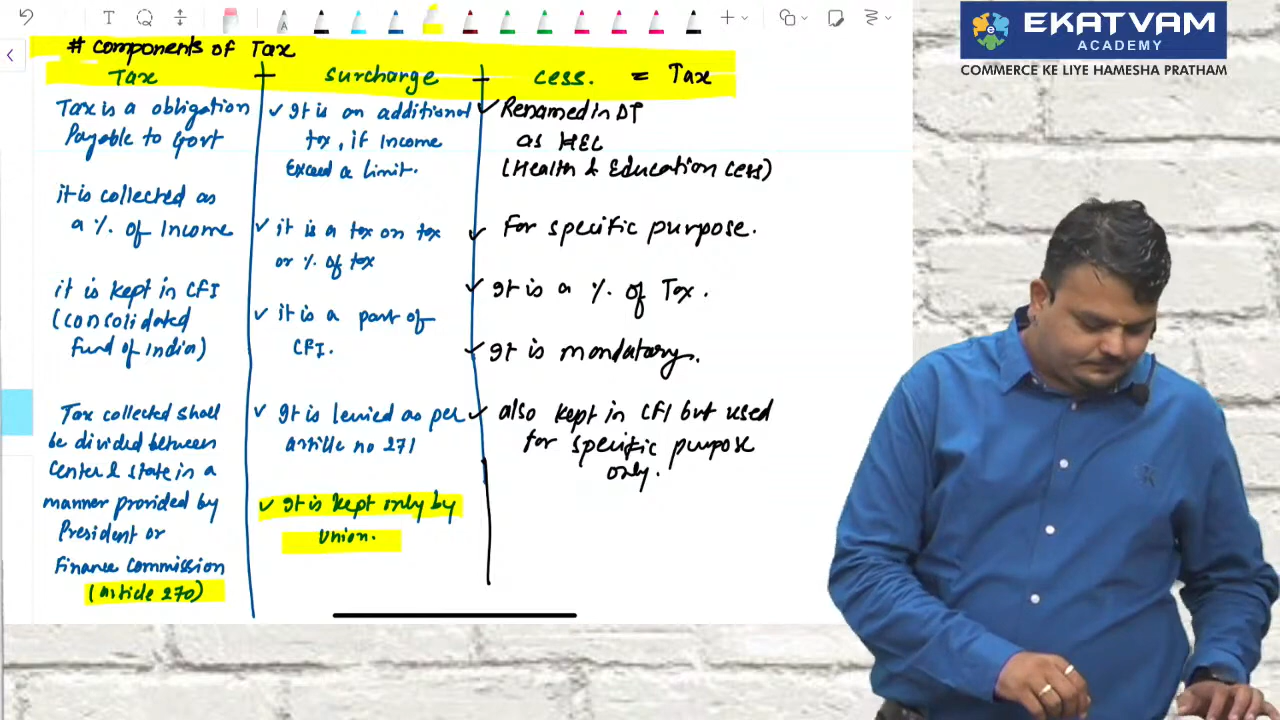 # components of Tax
Tax + surcharge + cess. = Tax
Tax is a obligation
Payable to Govt
it is collected as
a %. of Income
it is kept in CFI
(consolidated
fund of India)
Tax collected shall
be divided between
center & state in a
manner provided by
President or
Finance Commission
(article 270)
✓ It is an additional
tax, if Income
Exceed a limit.
✓ it is a tax on tax
or %. of tax
✓ it is a part of
CFI.
✓ It is levied as per
article no 271
✓ It is kept only by
Union.
✓ Renamed in DT
as HEC
(Health & Education cess)
✓ For specific purpose.
✓ It is a %. of Tax.
✓ It is mandatory.
✓ also kept in CFI but used
for specific purpose
only.
EKATVAM
ACADEMY
COMMERCE KE LIYE HAMESHA PRATHAM